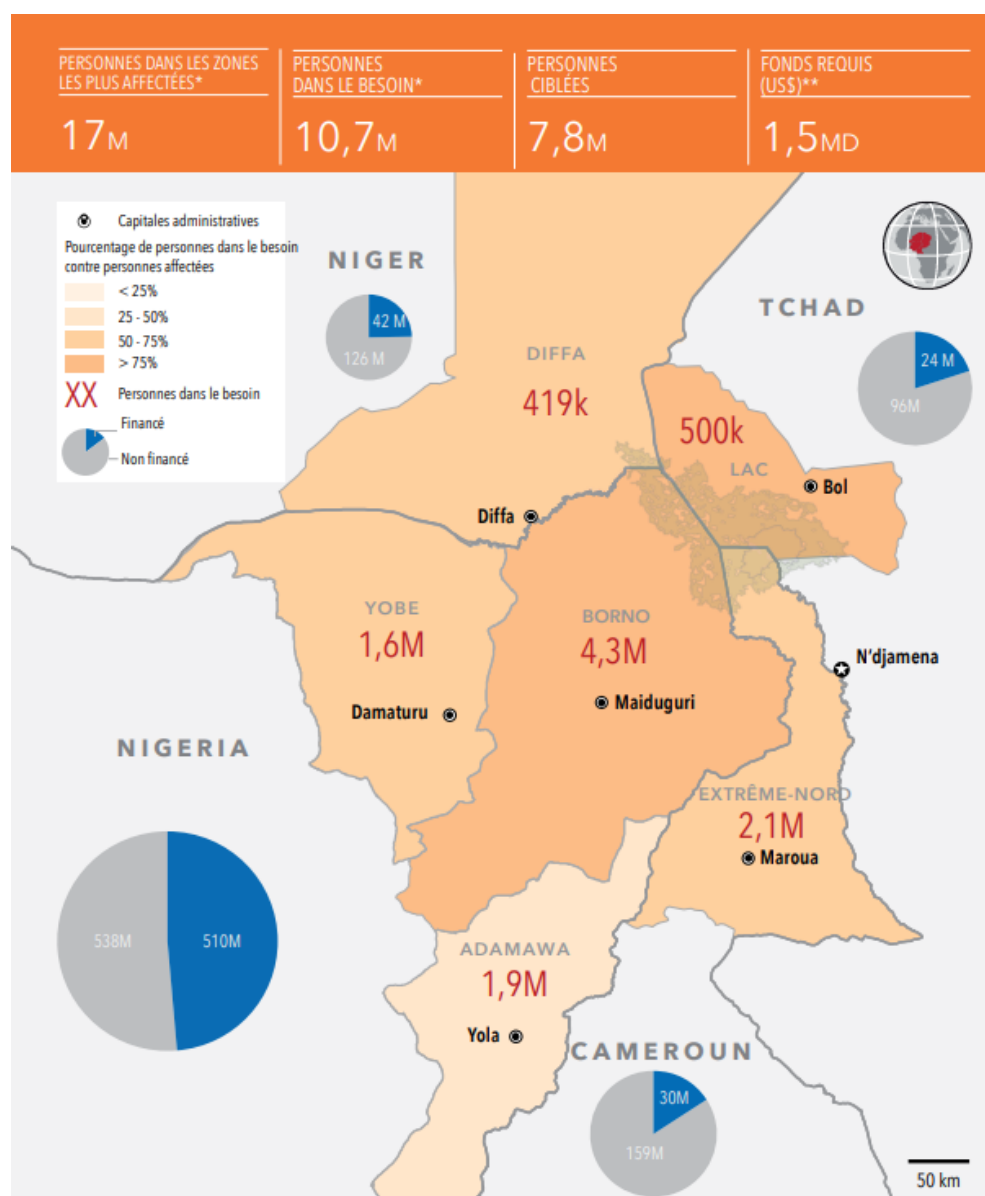 PERSONNES DANS LES ZONES
LES PLUS AFFECTÉES*
17M
PERSONNES
DANS LE BESOIN*
10,7M
PERSONNES
CIBLÉES
7,8M
FONDS REQUIS
(US$)**
1,5MD
Capitales administratives
Pourcentage de personnes dans le besoin
contre personnes affectées
< 25%
25 - 50%
50 - 75%
> 75%
XX Personnes dans le besoin
Financé
Non financé
NIGER
42 M
126 M
TCHAD
24 M
96M
DIFFA
419k
500k
LAC
Bol
Diffa
YOBE
1,6M
Damaturu
BORNO
4,3M
Maiduguri
N'djamena
NIGERIA
538M
510M
EXTRÊME-NORD
2,1M
Maroua
ADAMAWA
1,9M
Yola
CAMEROUN
30M
159M
50 km